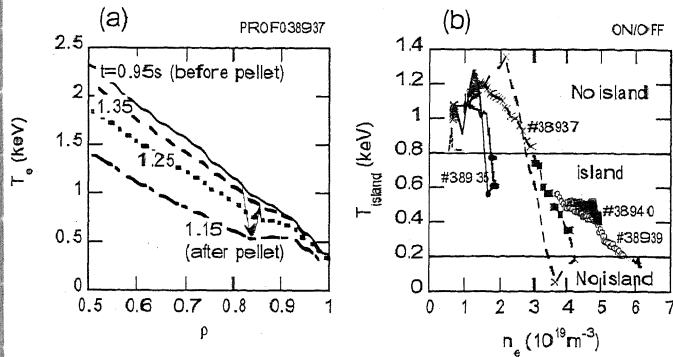 (a)
PROF038937
2.5
2
1.5
1
0.5
0
T_e (keV)
t=0.95s (before pellet)
1.35
1.25
1.15
(after pellet)
0.5 0.6 0.7 0.8 0.9 1
ρ
(b)
ON/OFF
1.4
1.2
1.0
0.8
0.6
0.4
0.2
0.0
T_island (keV)
No island
#38937
island
#38935
#38940
#38939
No island
0 1 2 3 4 5 6 7
n_e (10^19 m^-3)